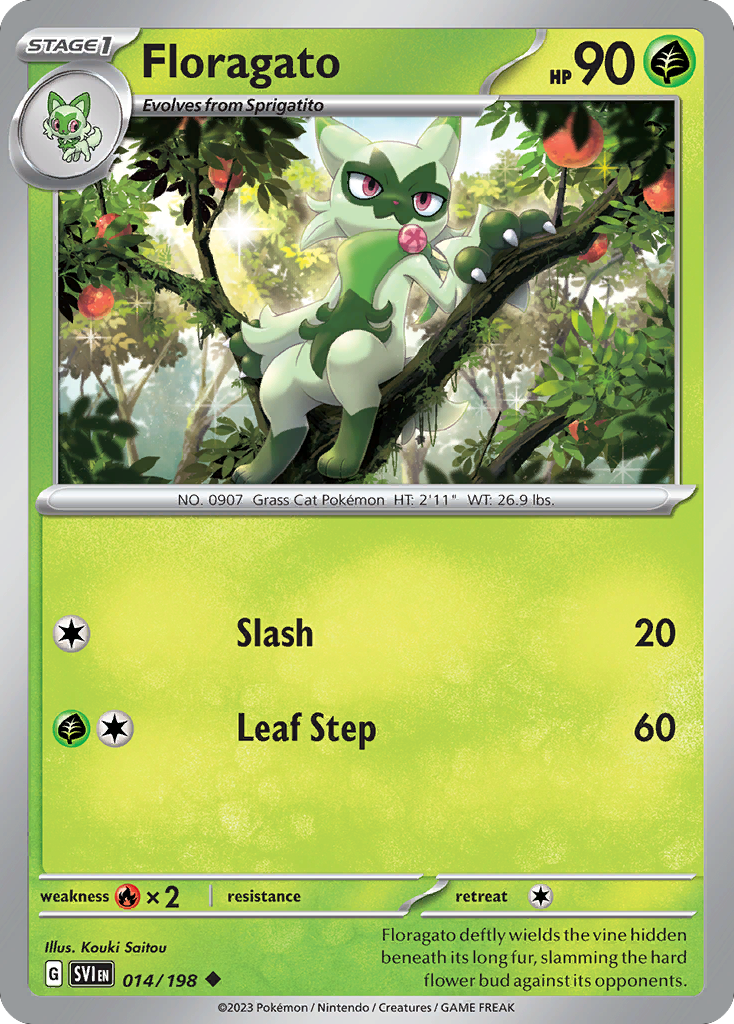 STAGE1
Floragato
HP 90
Evolves from Sprigatito
NO. 0907 Grass Cat Pokémon HT: 2'11" WT: 26.9 lbs.
Slash 20
Leaf Step 60
weakness × 2 resistance retreat
Illus. Kouki Saitou
Floragato deftly wields the vine hidden
beneath its long fur, slamming the hard
flower bud against its opponents.
G SVI EN 014/198
©2023 Pokémon / Nintendo / Creatures / GAME FREAK